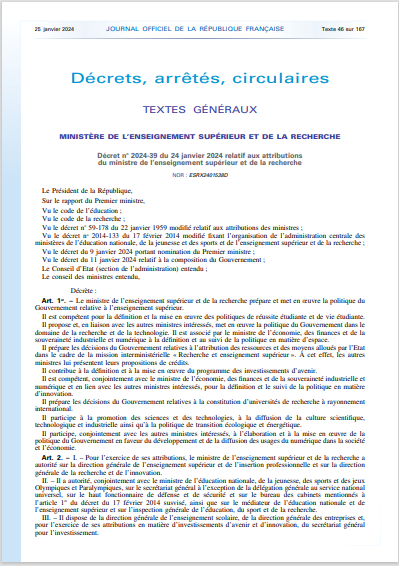 25 janvier 2024 JOURNAL OFFICIEL DE LA RÉPUBLIQUE FRANÇAISE Texte 46 sur 167
Décrets, arrêtés, circulaires
TEXTES GÉNÉRAUX
MINISTÈRE DE L'ENSEIGNEMENT SUPÉRIEUR ET DE LA RECHERCHE
Décret n° 2024-39 du 24 janvier 2024 relatif aux attributions
du ministre de l'enseignement supérieur et de la recherche
NOR : ESRX2401538D
Le Président de la République,
Sur le rapport du Premier ministre,
Vu le code de l'éducation ;
Vu le code de la recherche ;
Vu le décret n° 59-178 du 22 janvier 1959 modifié relatif aux attributions des ministres ;
Vu le décret n° 2014-133 du 17 février 2014 modifié fixant l'organisation de l'administration centrale des
ministères de l'éducation nationale, de la jeunesse et des sports et de l'enseignement supérieur et de la recherche ;
Vu le décret du 9 janvier 2024 portant nomination du Premier ministre ;
Vu le décret du 11 janvier 2024 relatif à la composition du Gouvernement ;
Le Conseil d'Etat (section de l'administration) entendu ;
Le conseil des ministres entendu,
Décrète :
Art. 1er. – Le ministre de l'enseignement supérieur et de la recherche prépare et met en œuvre la politique du
Gouvernement relative à l'enseignement supérieur.
Il est compétent pour la définition et la mise en œuvre des politiques de réussite étudiante et de vie étudiante.
Il propose et, en liaison avec les autres ministres intéressés, met en œuvre la politique du Gouvernement dans le
domaine de la recherche et de la technologie. Il est associé par le ministre de l'économie, des finances et de la
souveraineté industrielle et numérique à la définition et au suivi de la politique en matière d'espace.
Il prépare les décisions du Gouvernement relatives à l'attribution des ressources et des moyens alloués par l'Etat
dans le cadre de la mission interministérielle « Recherche et enseignement supérieur ». À cet effet, les autres
ministres lui présentent leurs propositions de crédits.
Il contribue à la définition et à la mise en œuvre du programme des investissements d'avenir.
Il est compétent, conjointement avec le ministre de l'économie, des finances et de la souveraineté industrielle et
numérique et en lien avec les autres ministres intéressés, pour la définition et le suivi de la politique en matière
d'innovation.
Il prépare les décisions du Gouvernement relatives à la constitution d'universités de recherche à rayonnement
international.
Il participe à la promotion des sciences et des technologies, à la diffusion de la culture scientifique,
technologique et industrielle ainsi qu'à la politique de transition écologique et énergétique.
Il participe, conjointement avec les autres ministres intéressés, à l'élaboration et à la mise en œuvre de la
politique du Gouvernement en faveur du développement et de la diffusion des usages du numérique dans la société
et l'économie.
Art. 2. – I. – Pour l'exercice de ses attributions, le ministre de l'enseignement supérieur et de la recherche a
autorité sur la direction générale de l'enseignement supérieur et de l'insertion professionnelle et sur la direction
générale de la recherche et de l'innovation.
II. – Il a autorité, conjointement avec le ministre de l'éducation nationale, de la jeunesse, des sports et des jeux
Olympiques et Paralympiques, sur le secrétariat général à l'exception de la délégation générale au service national
universel, sur le haut fonctionnaire de défense et de sécurité et sur le bureau des cabinets mentionnés à
l'article 1er du décret du 17 février 2014 susvisé, ainsi que sur le médiateur de l'éducation nationale et de
l'enseignement supérieur et sur l'inspection générale de l'éducation, du sport et de la recherche.
III. – Il dispose de la direction générale de l'enseignement scolaire, de la direction générale des entreprises et,
pour l'exercice de ses attributions en matière d'investissements d'avenir et d'innovation, du secrétariat général
pour l'investissement.